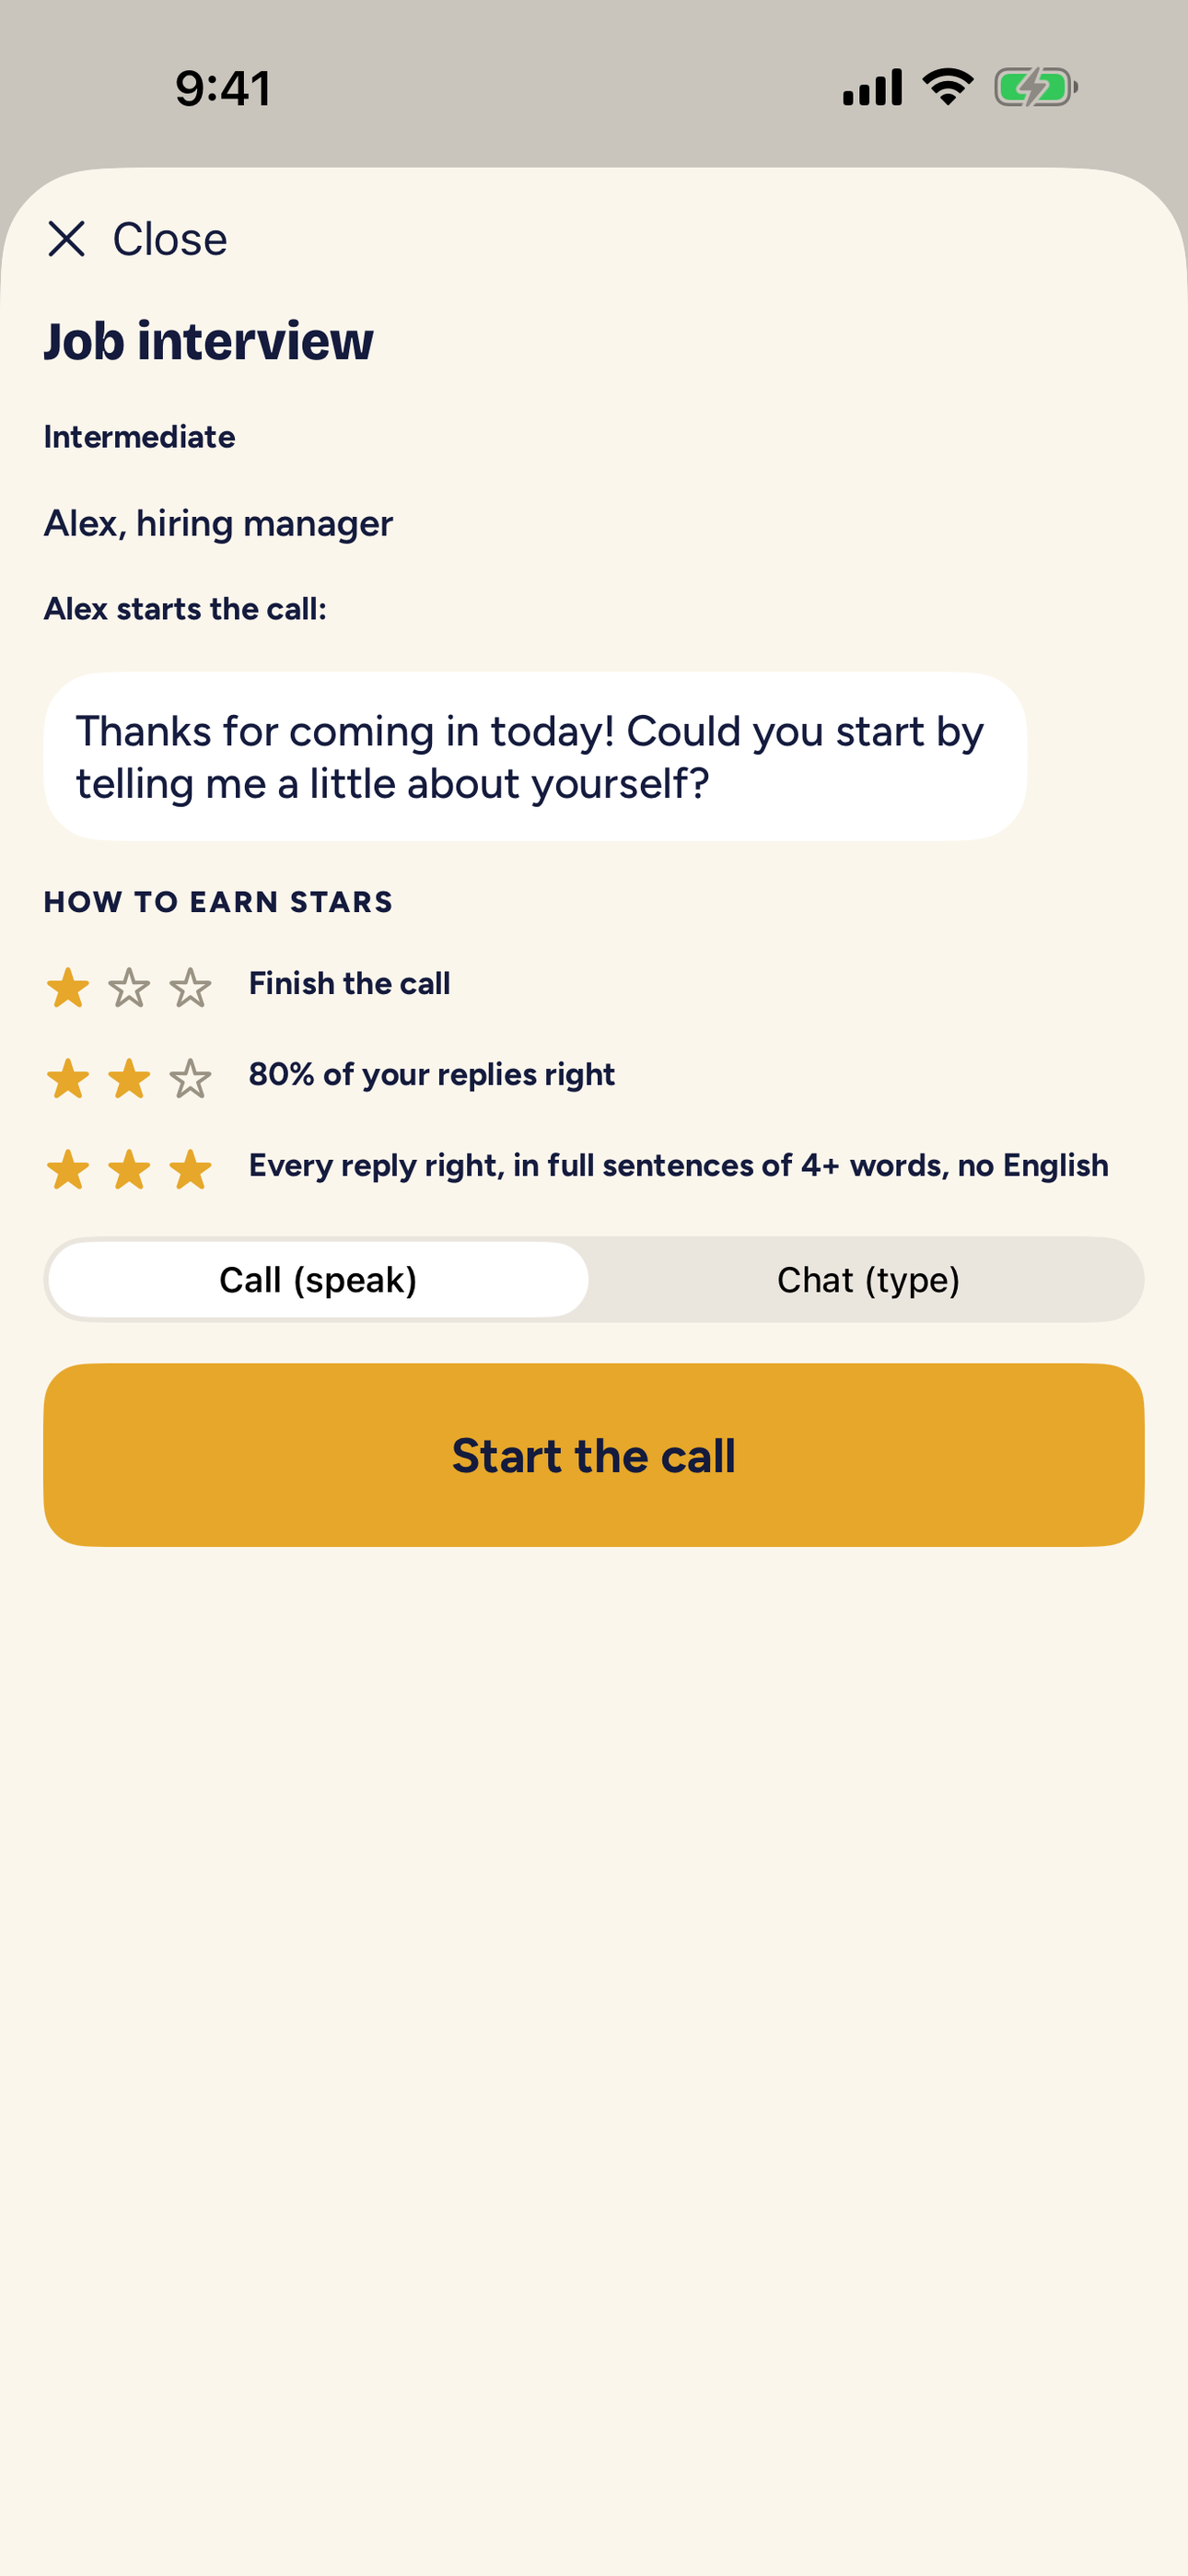 9:41
Close
Job interview
Intermediate
Alex, hiring manager
Alex starts the call:
Thanks for coming in today! Could you start by
telling me a little about yourself?
HOW TO EARN STARS
Finish the call
80% of your replies right
Every reply right, in full sentences of 4+ words, no English
Call (speak)
Chat (type)
Start the call